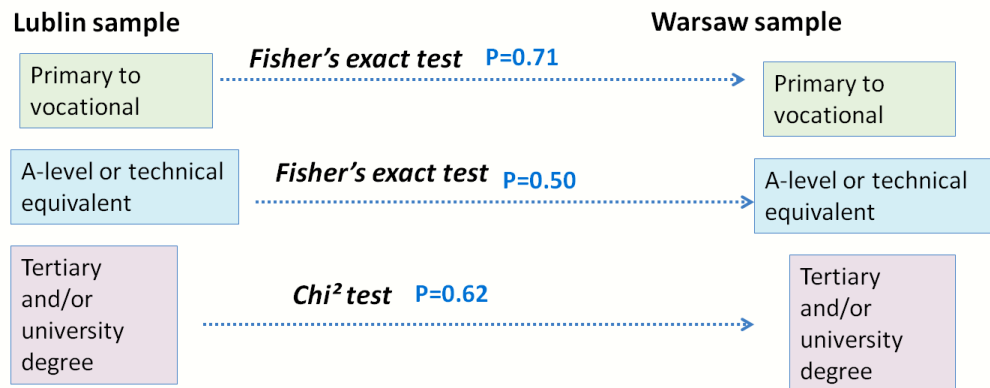 Lublin sample
Warsaw sample
Fisher’s exact test P=0.71
Primary to
vocational
Primary to
vocational
Fisher’s exact test P=0.50
A-level or technical
equivalent
A-level or technical
equivalent
Tertiary
and/or
university
degree
Chi² test P=0.62
Tertiary
and/or
university
degree